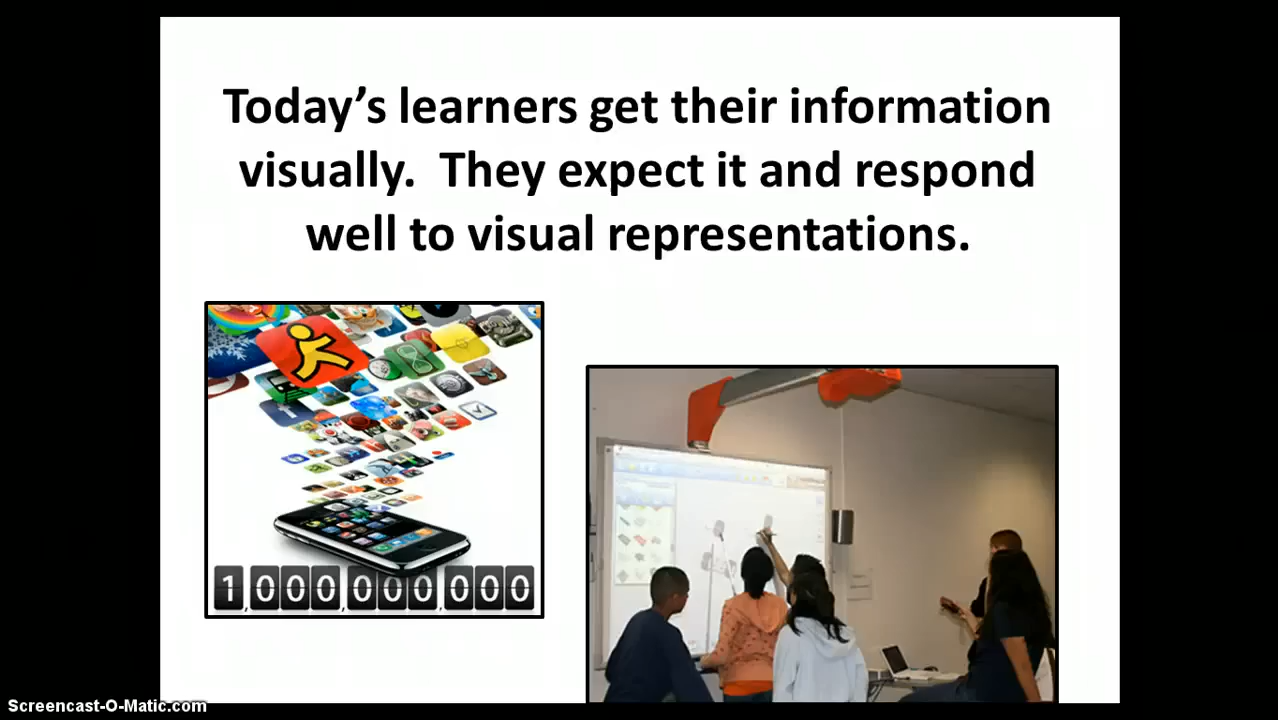 Today’s learners get their information
visually.  They expect it and respond
well to visual representations.
1,000,000,000
Screencast-O-Matic.com